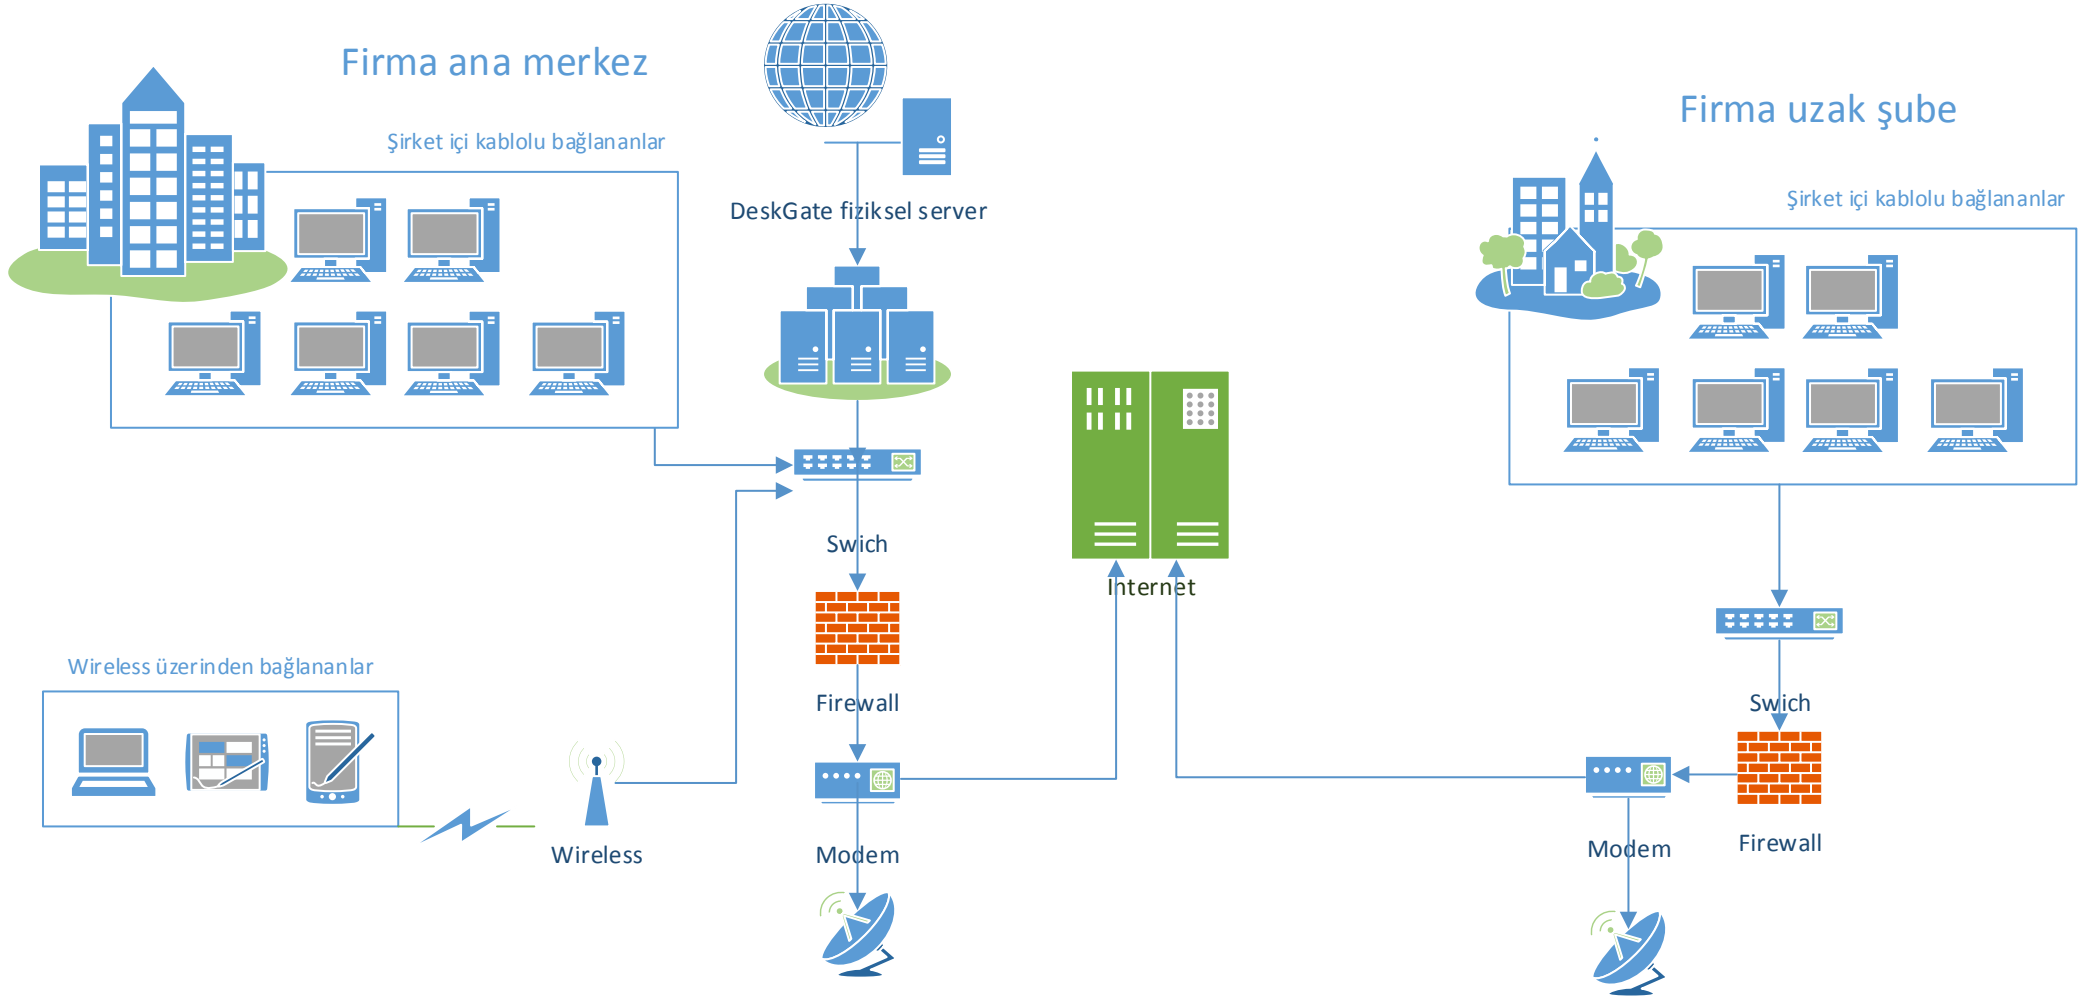 Firma ana merkez
Şirket içi kablolu bağlananlar
DeskGate fiziksel server
Firma uzak şube
Şirket içi kablolu bağlananlar
Swich
Internet
Firewall
Wireless üzerinden bağlananlar
Wireless
Modem
Swich
Modem
Firewall